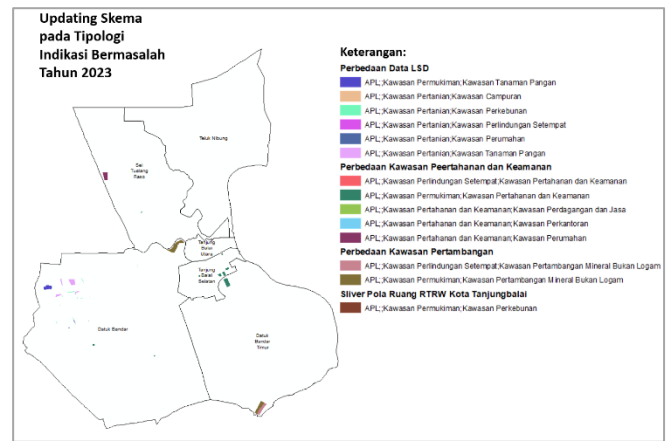 Updating Skema
pada Tipologi
Indikasi Bermasalah
Tahun 2023
Teluk Nibung
Sei
Tualang
Raso
Tanjung
Balai
Utara
Tanjung
Balai
Selatan
Datuk Bandar
Datuk
Bandar
Timur
Keterangan:
Perbedaan Data LSD
APL;;Kawasan Permukiman;Kawasan Tanaman Pangan
APL;;Kawasan Pertanian;Kawasan Campuran
APL;;Kawasan Pertanian;Kawasan Perkebunan
APL;;Kawasan Pertanian;Kawasan Perlindungan Setempat
APL;;Kawasan Pertanian;Kawasan Perumahan
APL;;Kawasan Pertanian;Kawasan Tanaman Pangan
Perbedaan Kawasan Peertahanan dan Keamanan
APL;;Kawasan Perlindungan Setempat;Kawasan Pertahanan dan Keamanan
APL;;Kawasan Permukiman;Kawasan Pertahanan dan Keamanan
APL;;Kawasan Pertahanan dan Keamanan;Kawasan Perdagangan dan Jasa
APL;;Kawasan Pertahanan dan Keamanan;Kawasan Perkantoran
APL;;Kawasan Pertahanan dan Keamanan;Kawasan Perumahan
Perbedaan Kawasan Pertambangan
APL;;Kawasan Perlindungan Setempat;Kawasan Pertambangan Mineral Bukan Logam
APL;;Kawasan Permukiman;Kawasan Pertambangan Mineral Bukan Logam
Sliver Pola Ruang RTRW Kota Tanjungbalai
APL;;Kawasan Permukiman;Kawasan Perkebunan